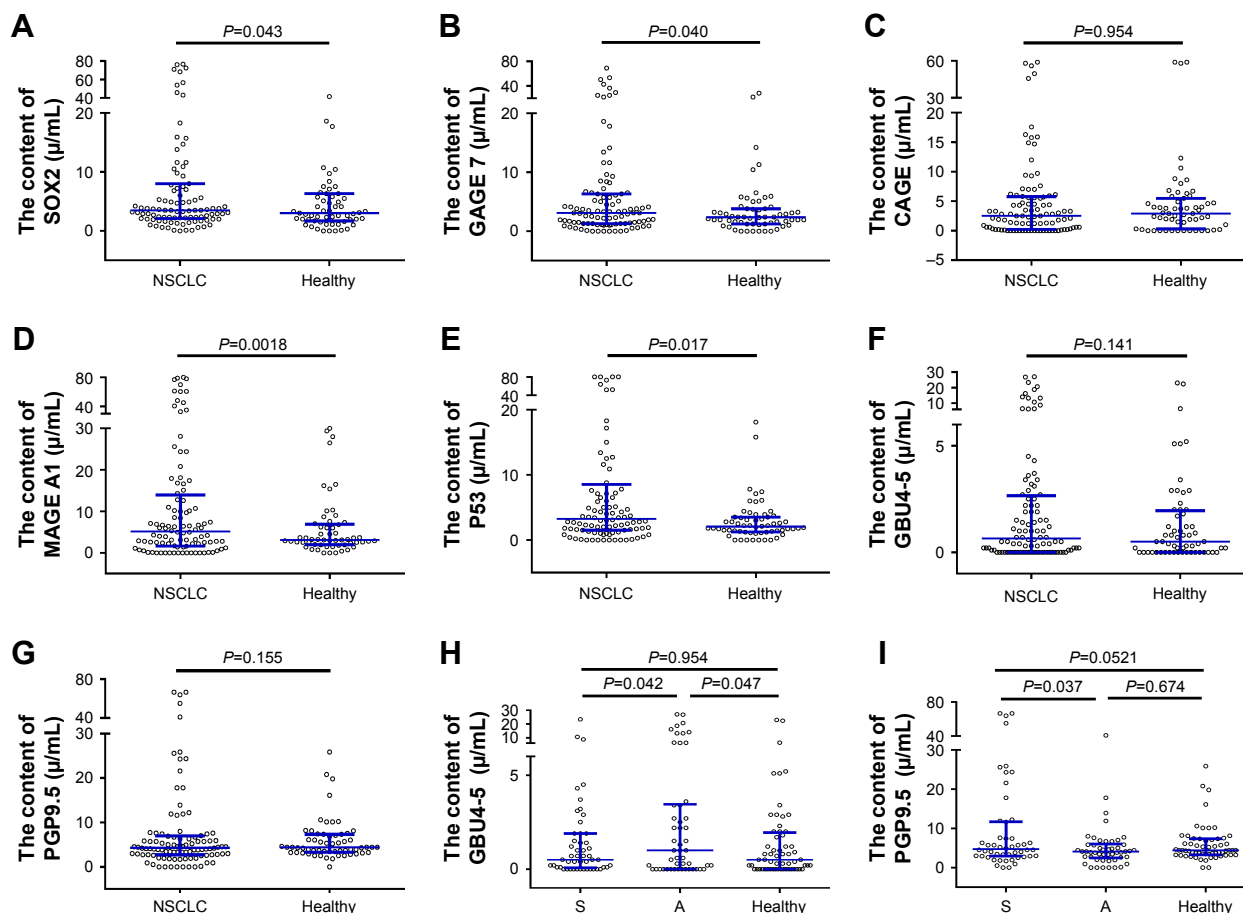 A
P=0.043
The content of
SOX2 (μ/mL)
80
60
40
20
10
0
NSCLC
Healthy
B
P=0.040
The content of
GAGE 7 (μ/mL)
80
40
20
10
0
NSCLC
Healthy
C
P=0.954
The content of
CAGE (μ/mL)
60
30
20
15
10
5
0
–5
NSCLC
Healthy
D
P=0.0018
The content of
MAGE A1 (μ/mL)
80
40
30
20
10
0
NSCLC
Healthy
E
P=0.017
The content of
P53 (μ/mL)
80
40
20
10
0
NSCLC
Healthy
F
P=0.141
The content of
GBU4-5 (μ/mL)
30
20
10
5
0
NSCLC
Healthy
G
P=0.155
The content of
PGP9.5 (μ/mL)
80
40
30
20
10
0
NSCLC
Healthy
H
P=0.954
P=0.042
P=0.047
The content of
GBU4-5 (μ/mL)
30
20
10
5
0
S
A
Healthy
I
P=0.0521
P=0.037
P=0.674
The content of
PGP9.5 (μ/mL)
80
40
30
20
10
0
S
A
Healthy